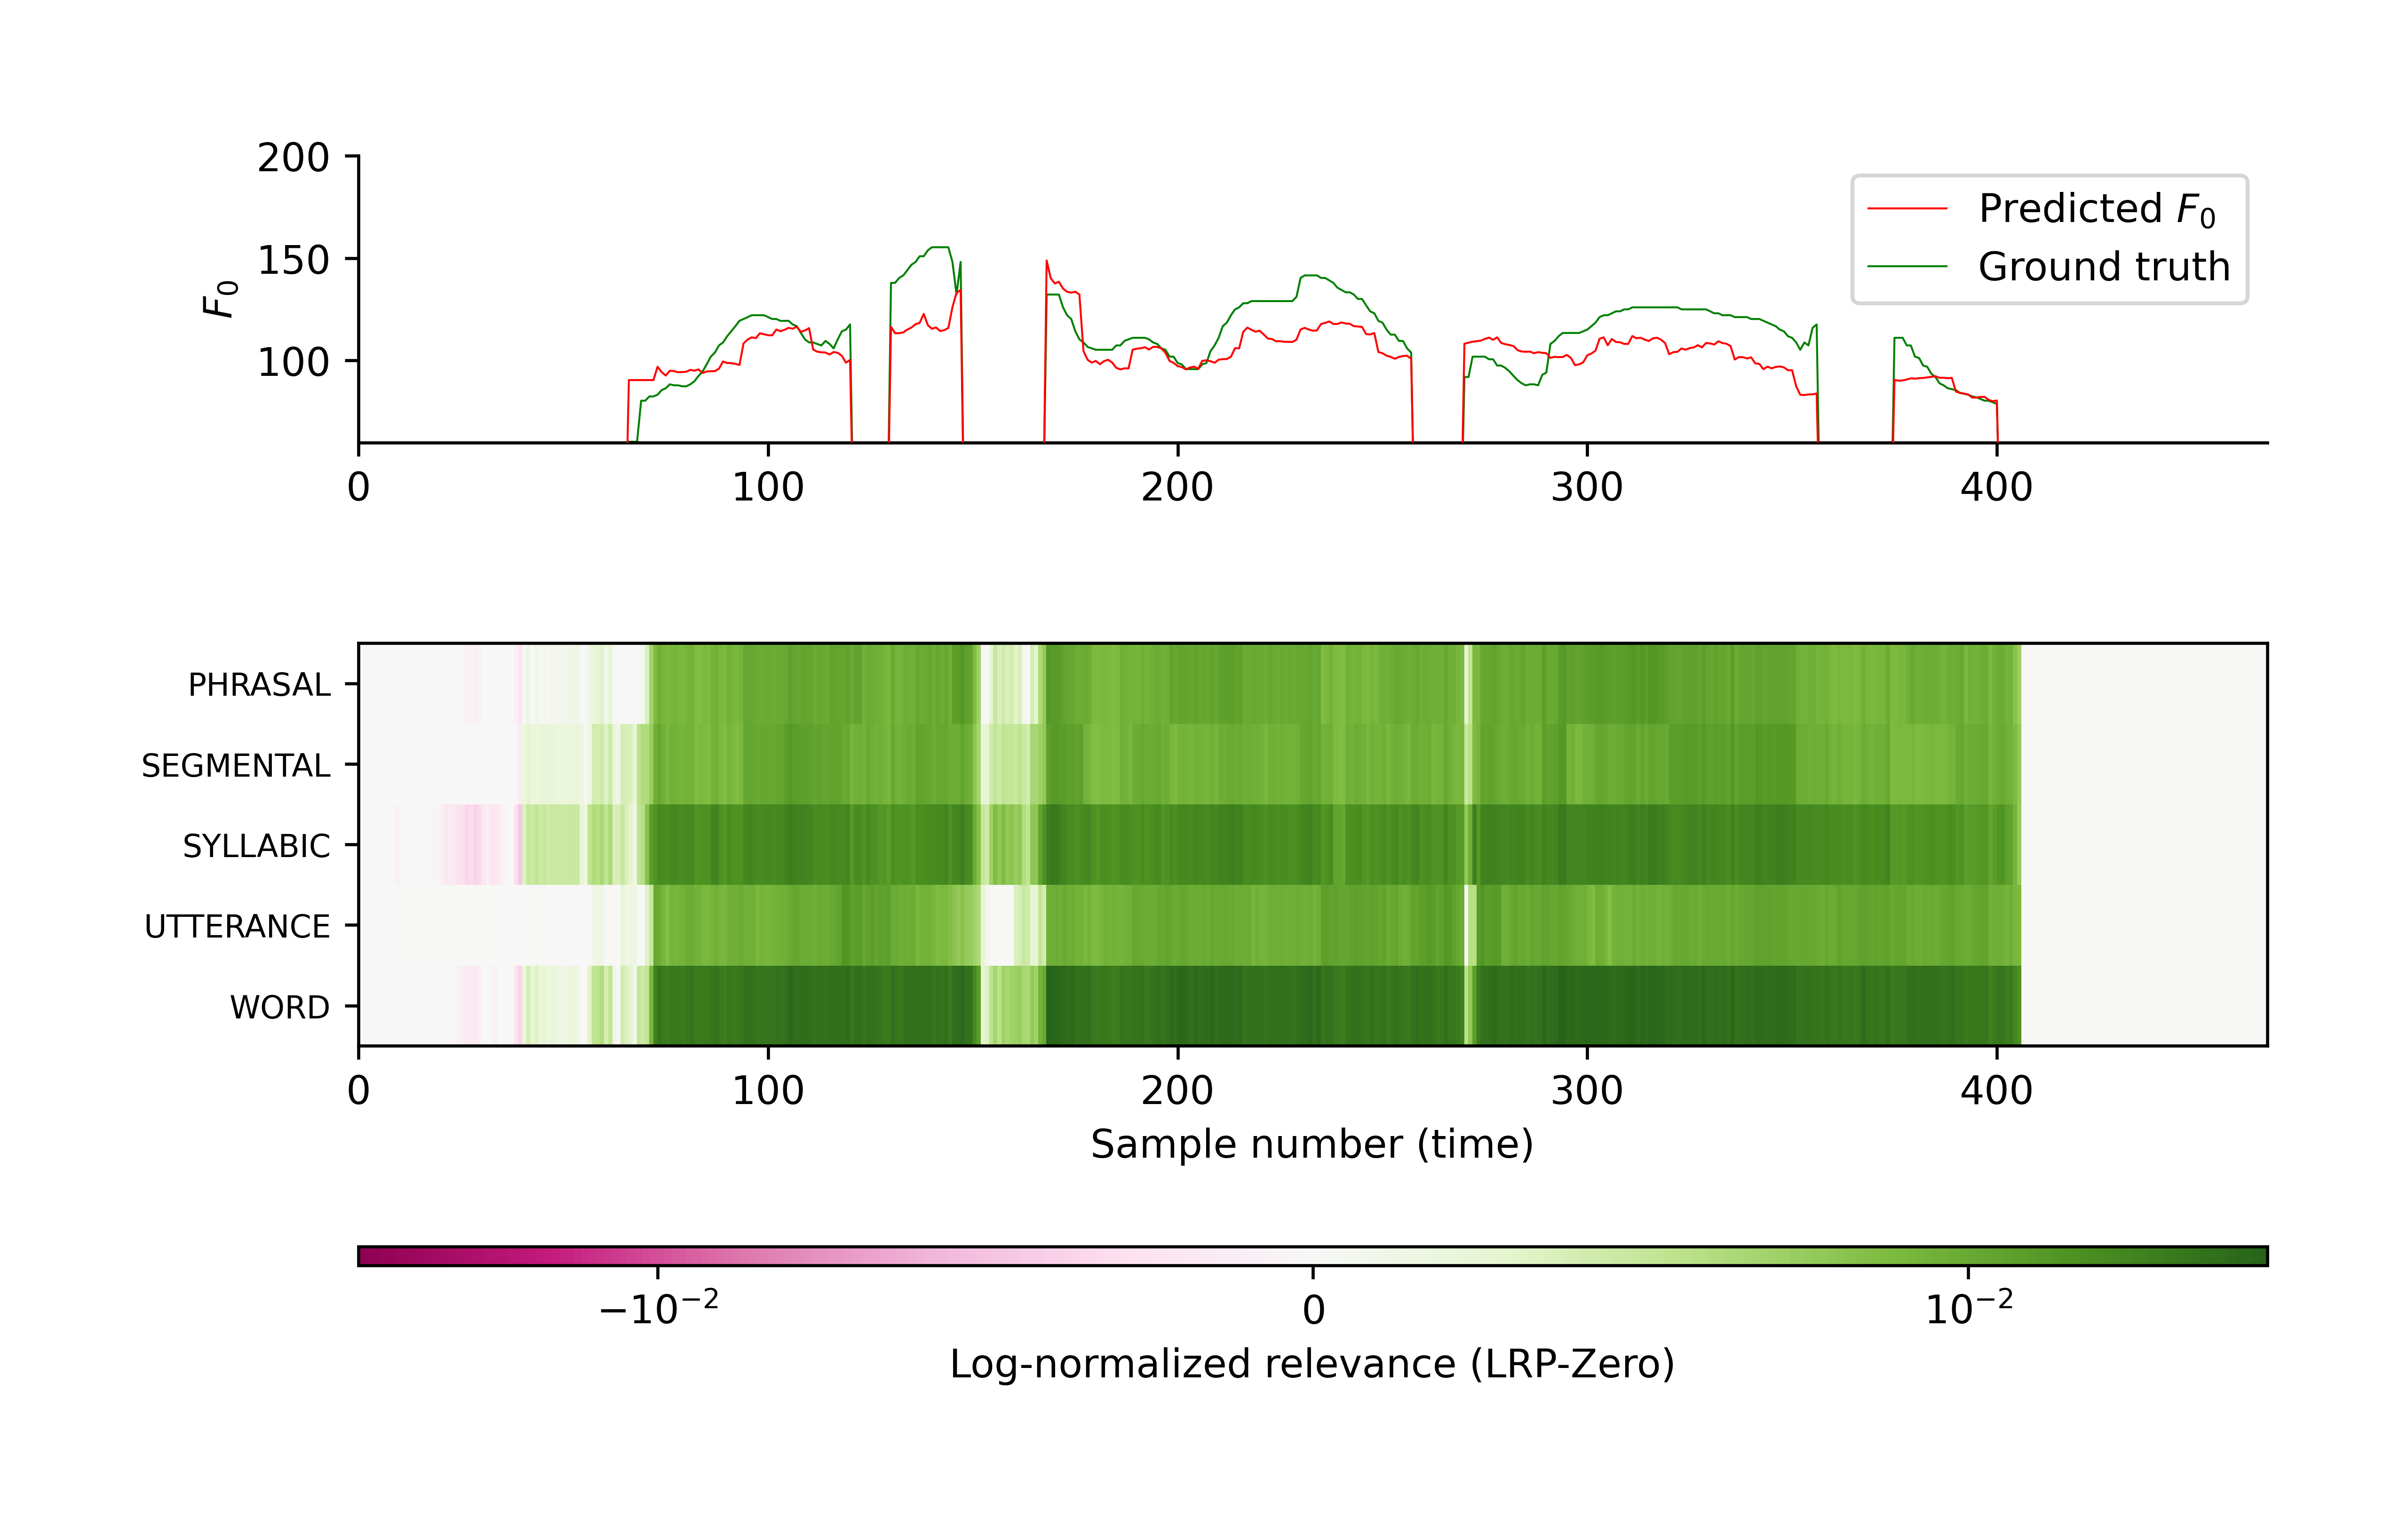 200
150
100
F₀
Predicted F₀
Ground truth
0 100 200 300 400
PHRASAL
SEGMENTAL
SYLLABIC
UTTERANCE
WORD
0 100 200 300 400
Sample number (time)
−10⁻² 0 10⁻²
Log-normalized relevance (LRP-Zero)